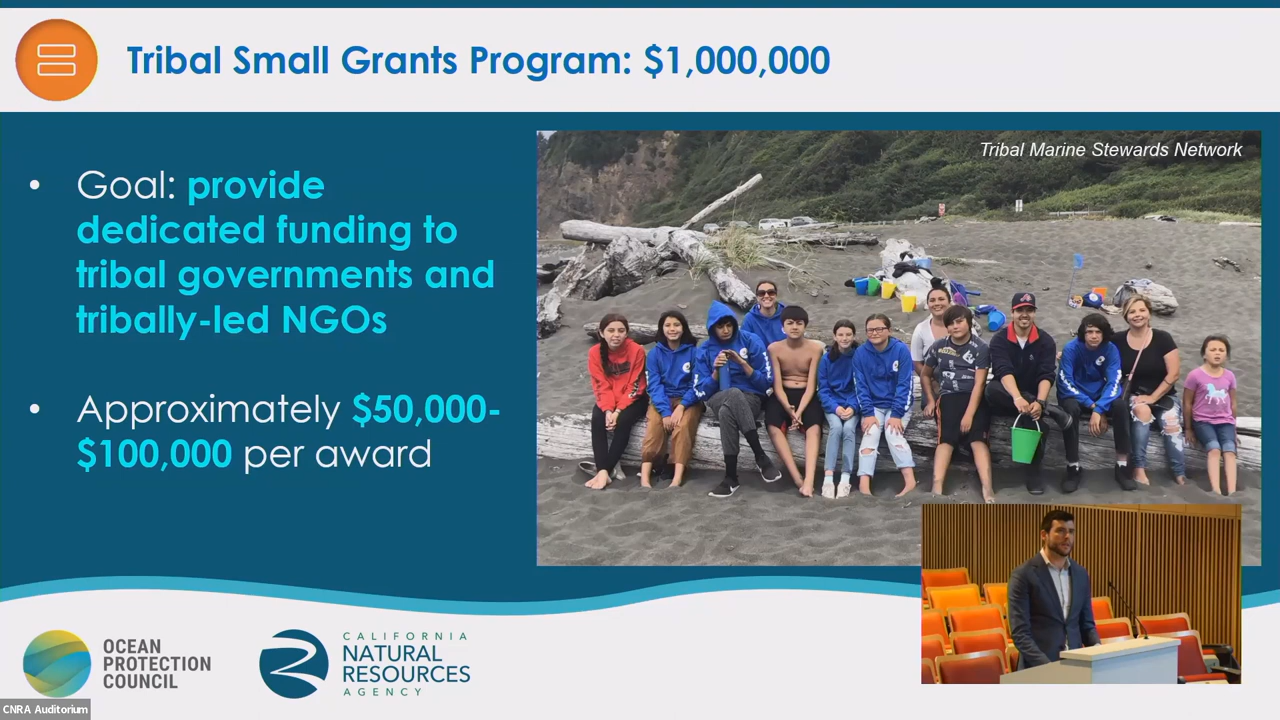 Tribal Small Grants Program: $1,000,000
Tribal Marine Stewards Network
• Goal: provide
dedicated funding to
tribal governments and
tribally-led NGOs
• Approximately $50,000-
$100,000 per award
OCEAN
PROTECTION
COUNCIL
CALIFORNIA
NATURAL
RESOURCES
AGENCY
CNRA Auditorium